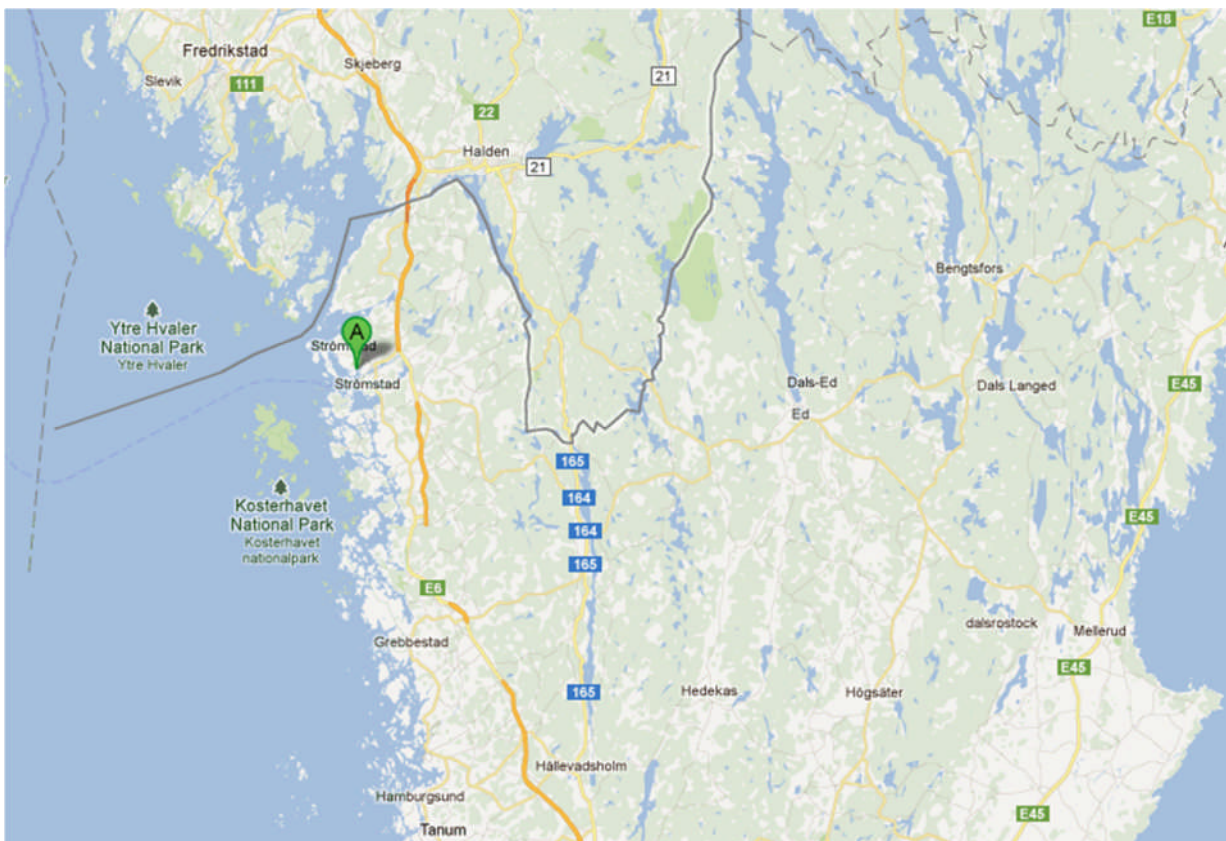 E18
Fredrikstad
Skjeberg
Slevik
111
21
22
Halden
21
Bengtsfors
Ytre Hvaler
National Park
Ytre Hvaler
A
Strömstad
Dals-Ed
Dals Langed
E45
Ed
165
Kosterhavet
National Park
Kosterhavet
nationalpark
164
164
E45
165
E6
Grebbestad
dalsrostock
Mellerud
E45
165
Hedekas
Högsäter
Hällevadsholm
Hamburgsund
E45
Tanum